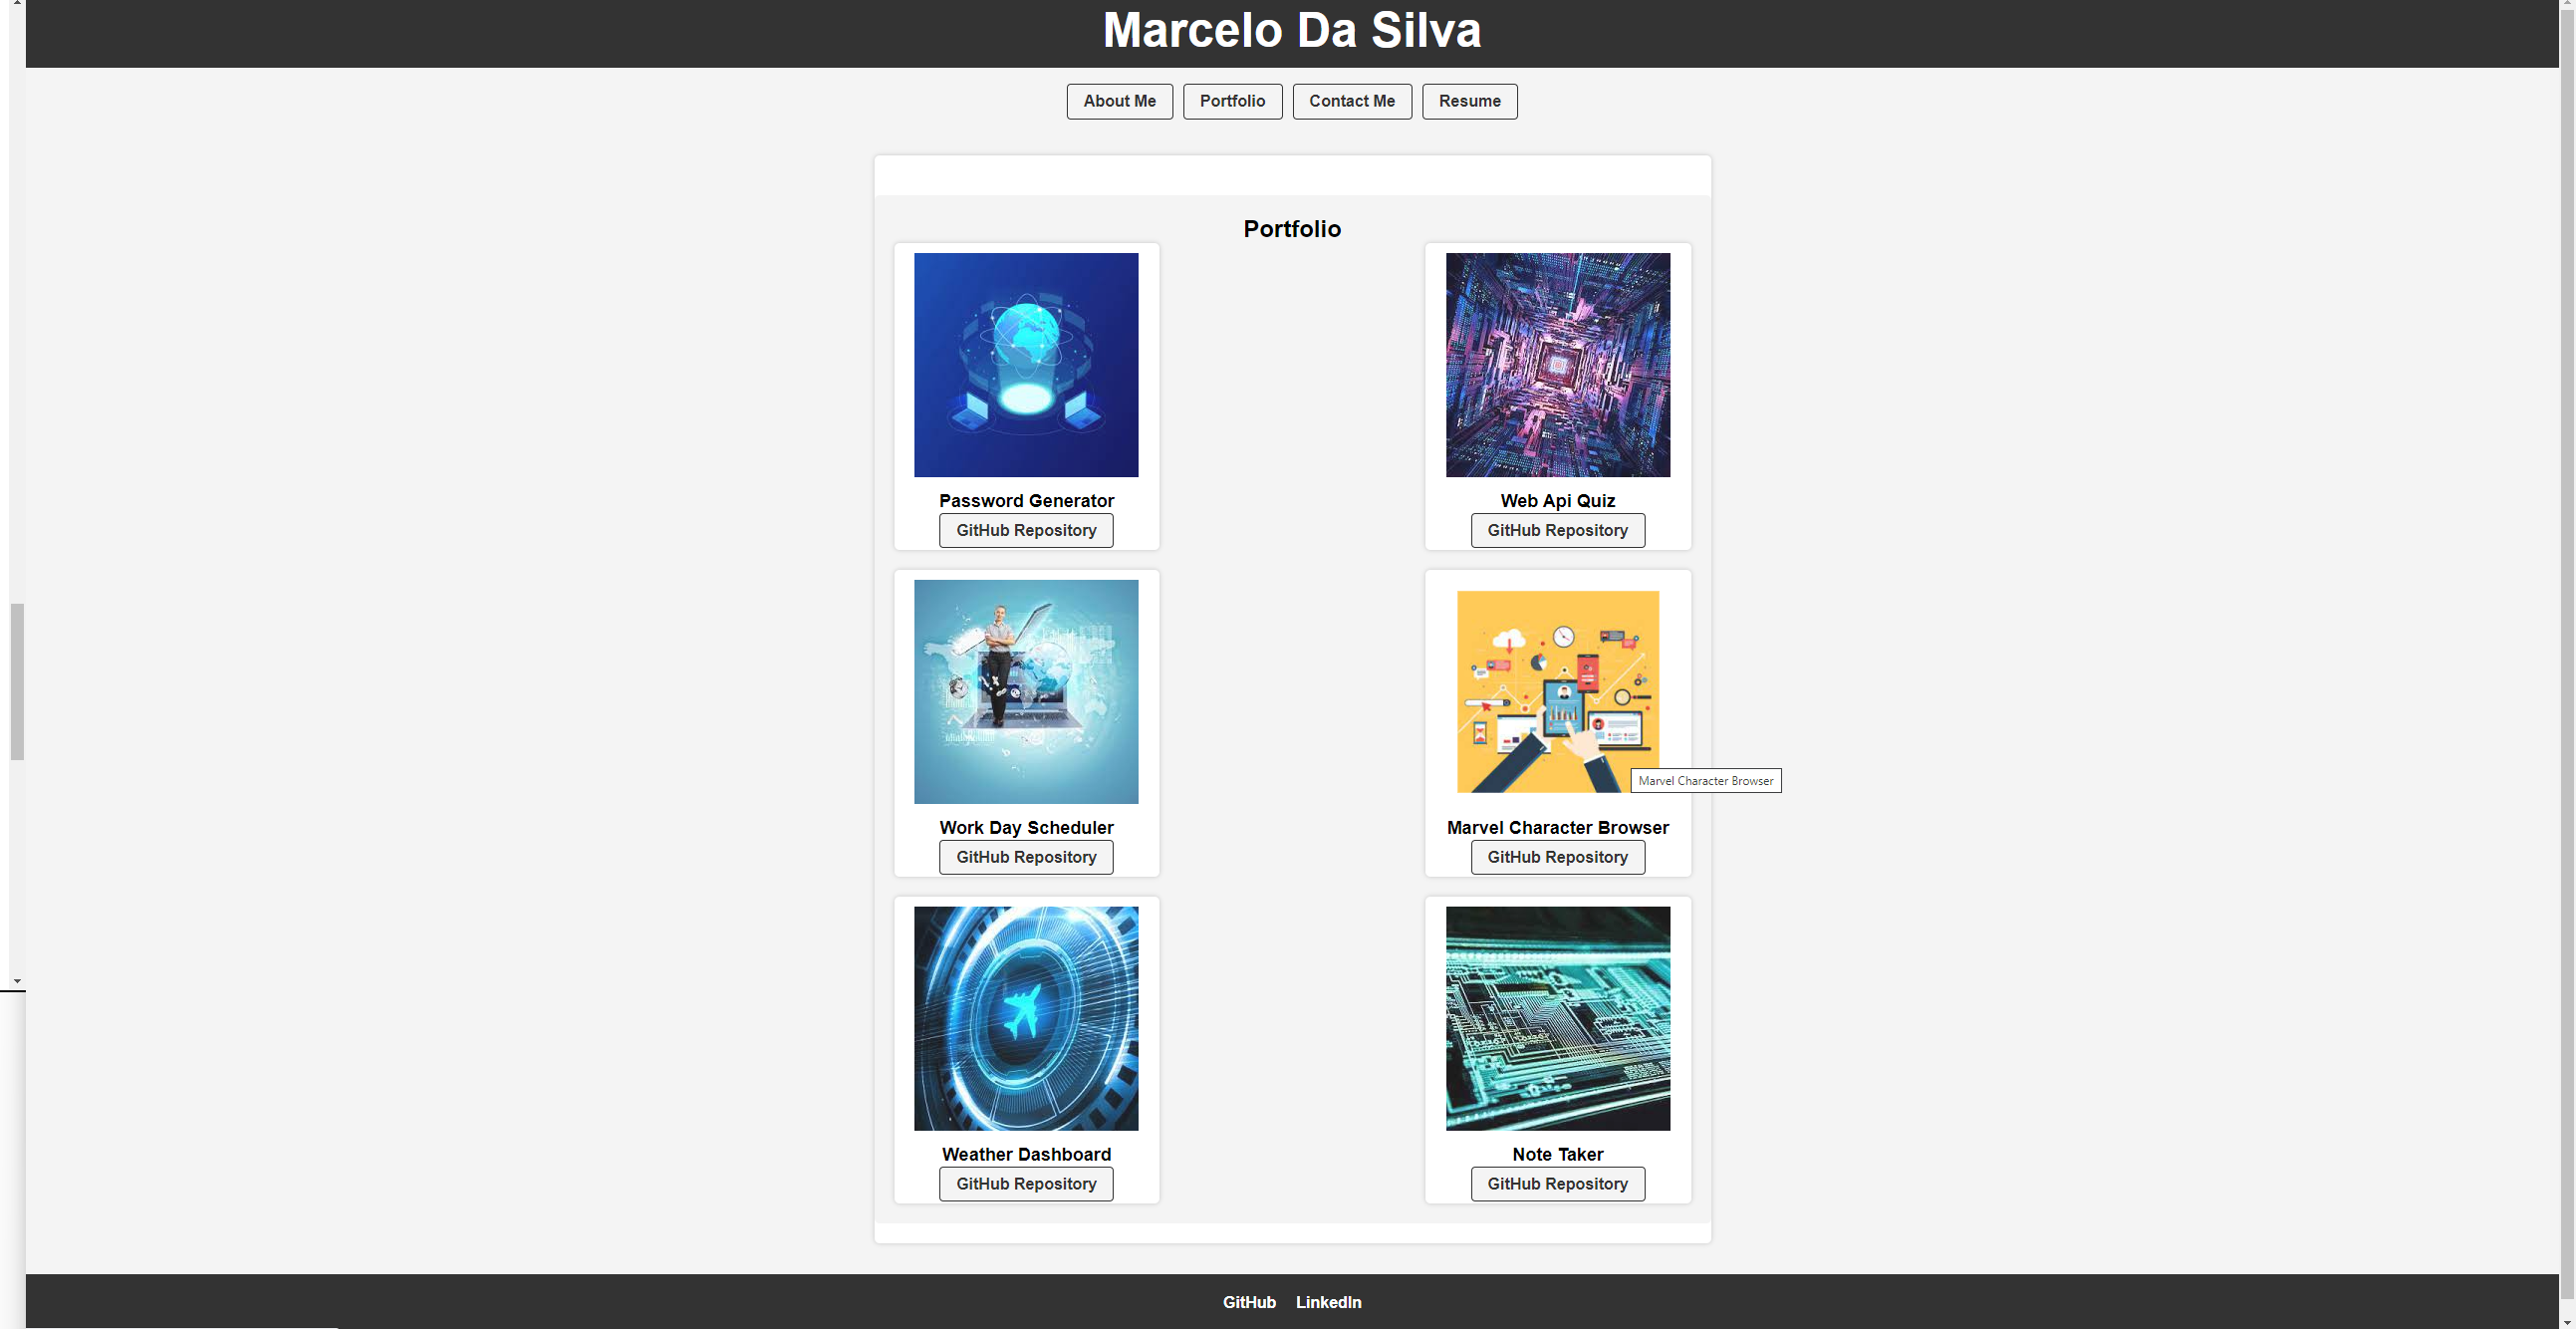 Marcelo Da Silva
About Me Portfolio Contact Me Resume
Portfolio
Password Generator
GitHub Repository
Web Api Quiz
GitHub Repository
Work Day Scheduler
GitHub Repository
Marvel Character Browser
Marvel Character Browser
GitHub Repository
Weather Dashboard
GitHub Repository
Note Taker
GitHub Repository
GitHub LinkedIn